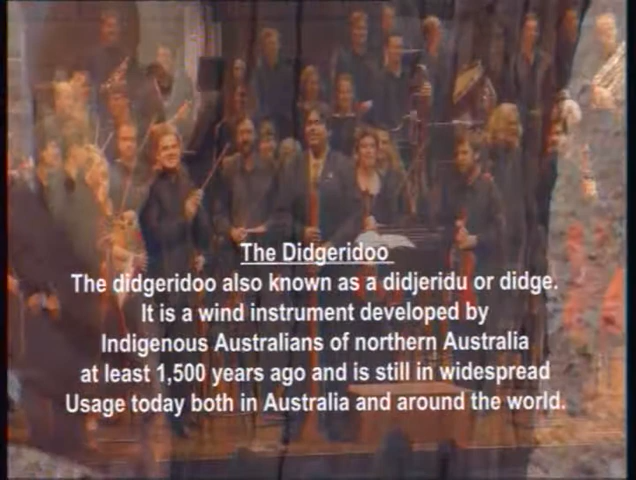 The Didgeridoo
The didgeridoo also known as a didjeridu or didge.
It is a wind instrument developed by
Indigenous Australians of northern Australia
at least 1,500 years ago and is still in widespread
Usage today both in Australia and around the world.